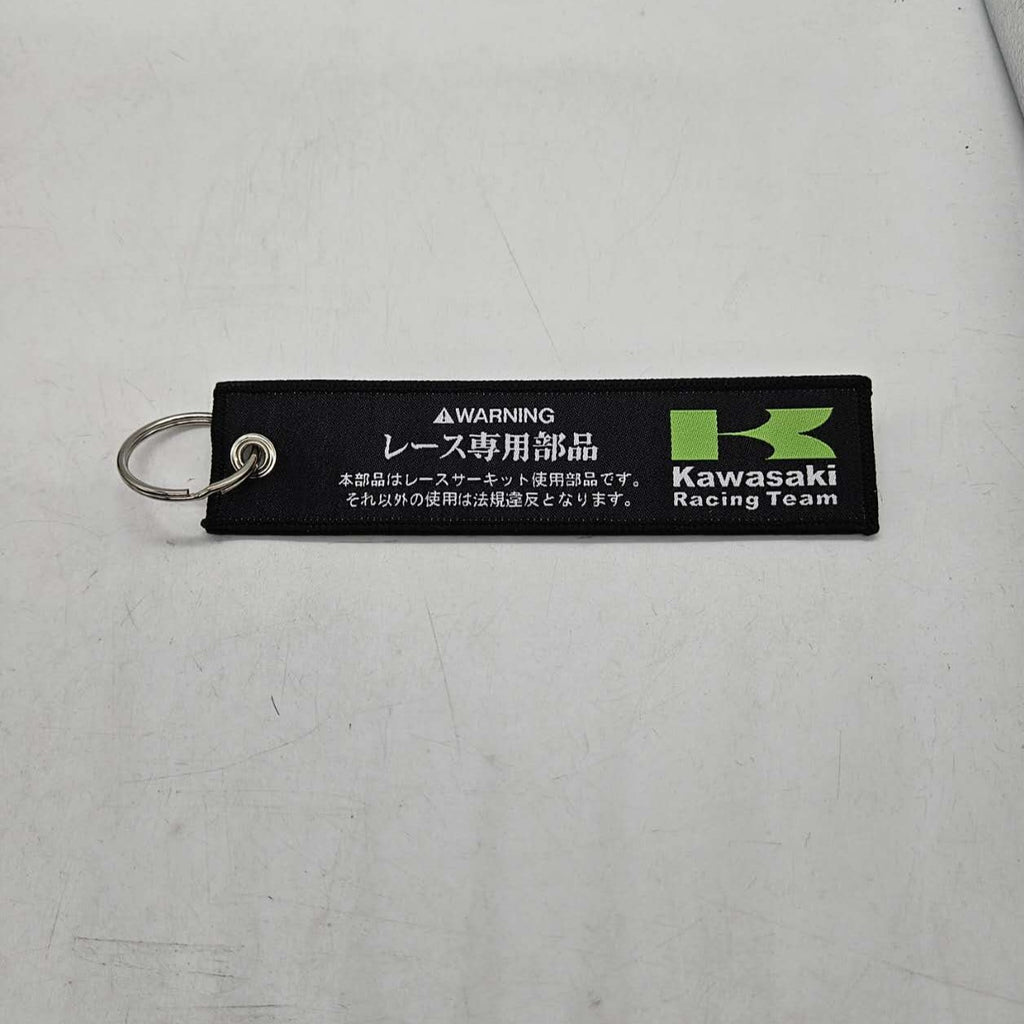 ⚠WARNING
レース専用部品
本部品はレースサーキット使用部品です。
それ以外の使用は法規違反となります。
Kawasaki
Racing Team